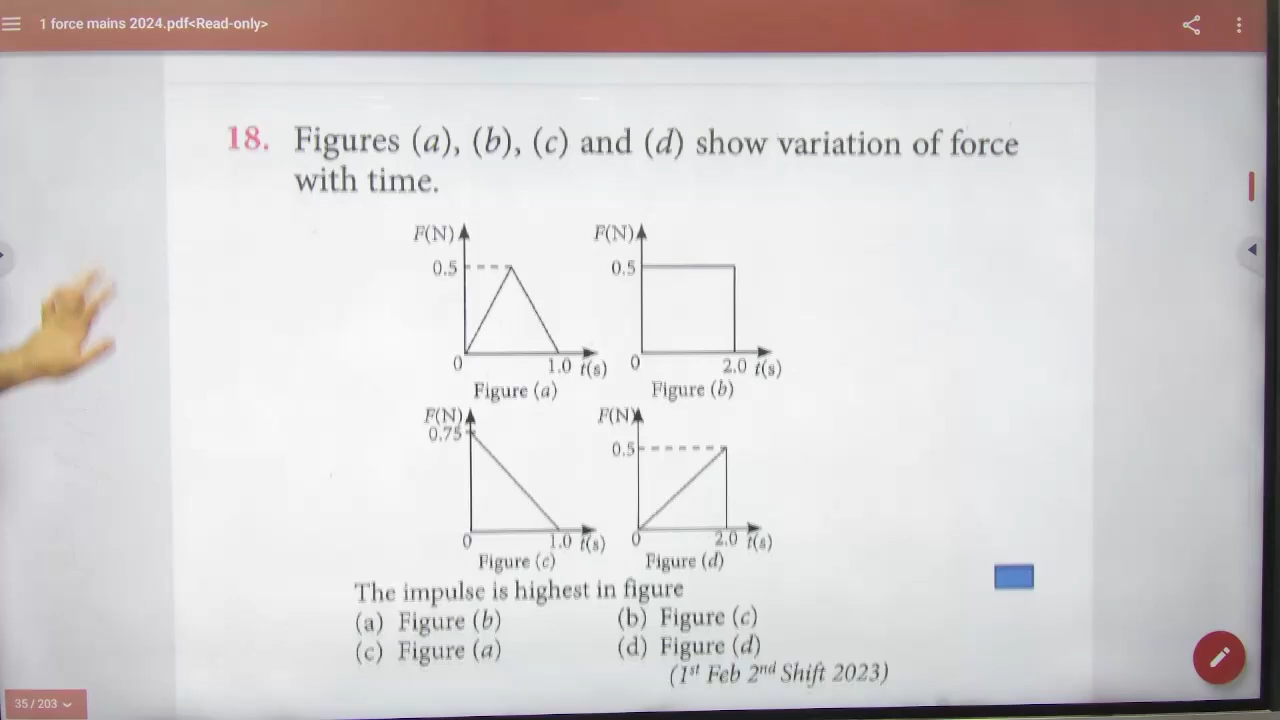 1 force mains 2024.pdf<Read-only>
18. Figures (a), (b), (c) and (d) show variation of force
with time.
F(N)
0.5
0
1.0 t(s)
Figure (a)
F(N)
0.5
0
2.0 t(s)
Figure (b)
F(N)
0.75
0
1.0 t(s)
Figure (c)
F(N)
0.5
0
2.0 t(s)
Figure (d)
The impulse is highest in figure
(a) Figure (b) (b) Figure (c)
(c) Figure (a) (d) Figure (d)
(1st Feb 2nd Shift 2023)
35 / 203